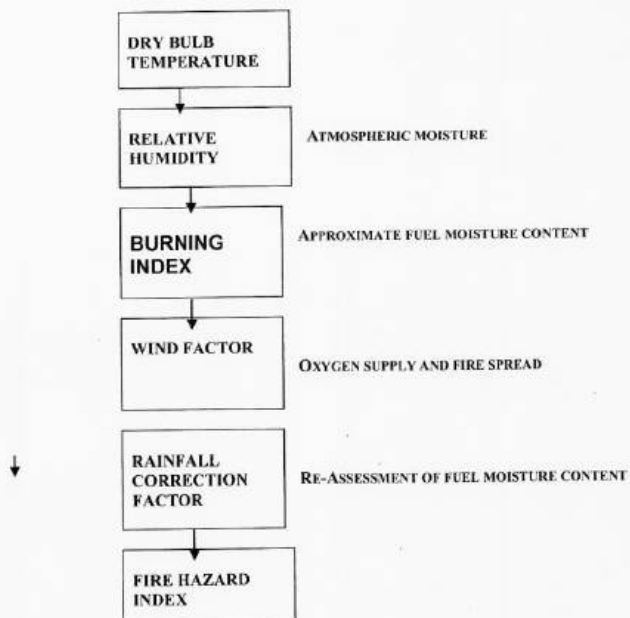 DRY BULB
TEMPERATURE
RELATIVE
HUMIDITY
ATMOSPHERIC MOISTURE
BURNING
INDEX
APPROXIMATE FUEL MOISTURE CONTENT
WIND FACTOR
OXYGEN SUPPLY AND FIRE SPREAD
RAINFALL
CORRECTION
FACTOR
RE-ASSESSMENT OF FUEL MOISTURE CONTENT
FIRE HAZARD
INDEX